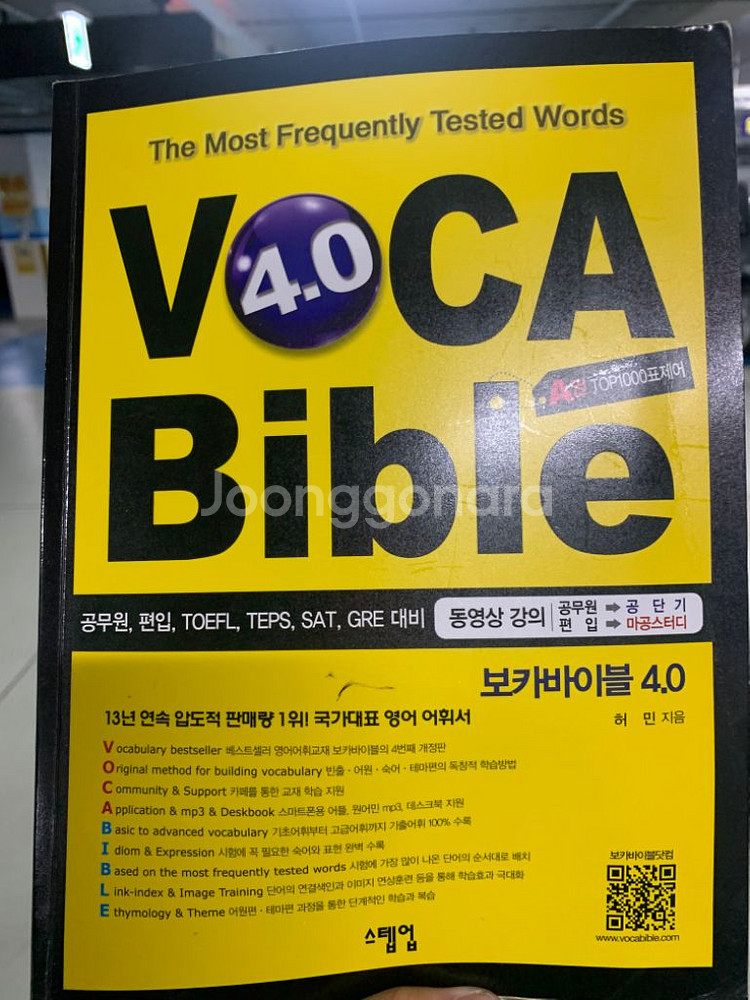 The Most Frequently Tested Words
VOCA
4.0
Bible
A권 TOP1000표제어
Joonggonara
공무원, 편입, TOEFL, TEPS, SAT, GRE 대비
동영상 강의
공무원 ➡ 공단기
편입 ➡ 마공스터디
보카바이블 4.0
13년 연속 압도적 판매량 1위! 국가대표 영어 어휘서
허 민 지음
Vocabulary bestseller 베스트셀러 영어어휘교재 보카바이블의 4번째 개정판
Original method for building vocabulary 빈출·어원·숙어·테마편의 독창적 학습방법
Community & Support 카페를 통한 교재 학습 지원
Application & mp3 & Deskbook 스마트폰용 어플, 원어민 mp3, 데스크북 지원
Basic to advanced vocabulary 기초어휘부터 고급어휘까지 기출어휘 100% 수록
Idiom & Expression 시험에 꼭 필요한 숙어와 표현 완벽 수록
Based on the most frequently tested words 시험에 가장 많이 나온 단어의 순서대로 배치
Link-index & Image Training 단어의 연결색인과 이미지 연상훈련 등을 통해 학습효과 극대화
Ethymology & Theme 어원편·테마편 과정을 통한 단계적인 학습과 복습
보카바이블닷컴
www.vocabible.com
스텝업